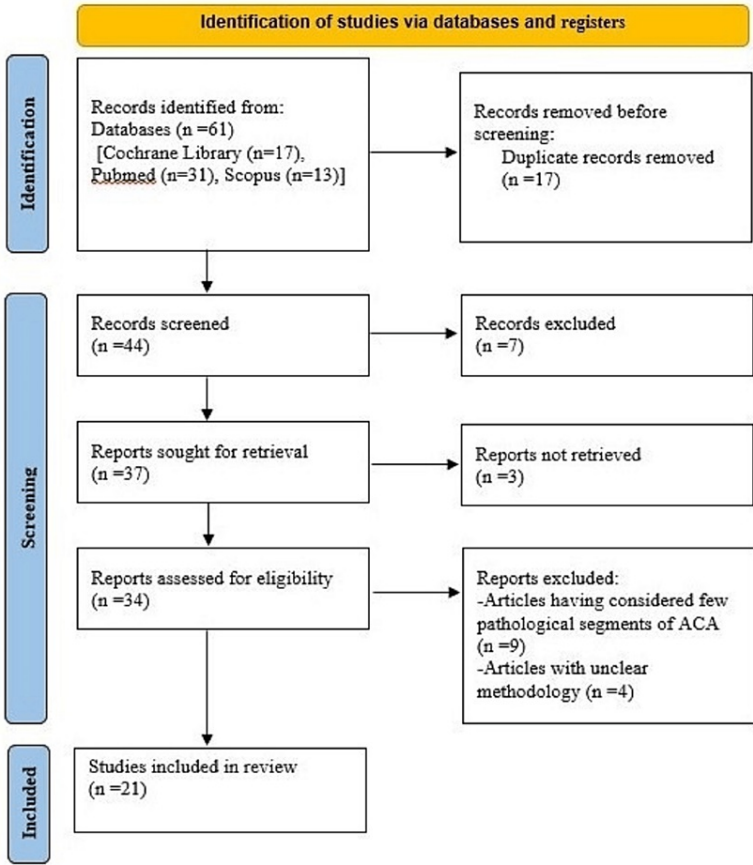 Identification of studies via databases and registers
Identification
Records identified from:
Databases (n =61)
[Cochrane Library (n=17),
Pubmed (n=31), Scopus (n=13)]
Records removed before
screening:
Duplicate records removed
(n =17)
Screening
Records screened
(n =44)
Records excluded
(n =7)
Reports sought for retrieval
(n =37)
Reports not retrieved
(n =3)
Reports assessed for eligibility
(n =34)
Reports excluded:
-Articles having considered few
pathological segments of ACA
(n =9)
-Articles with unclear
methodology (n =4)
Included
Studies included in review
(n =21)